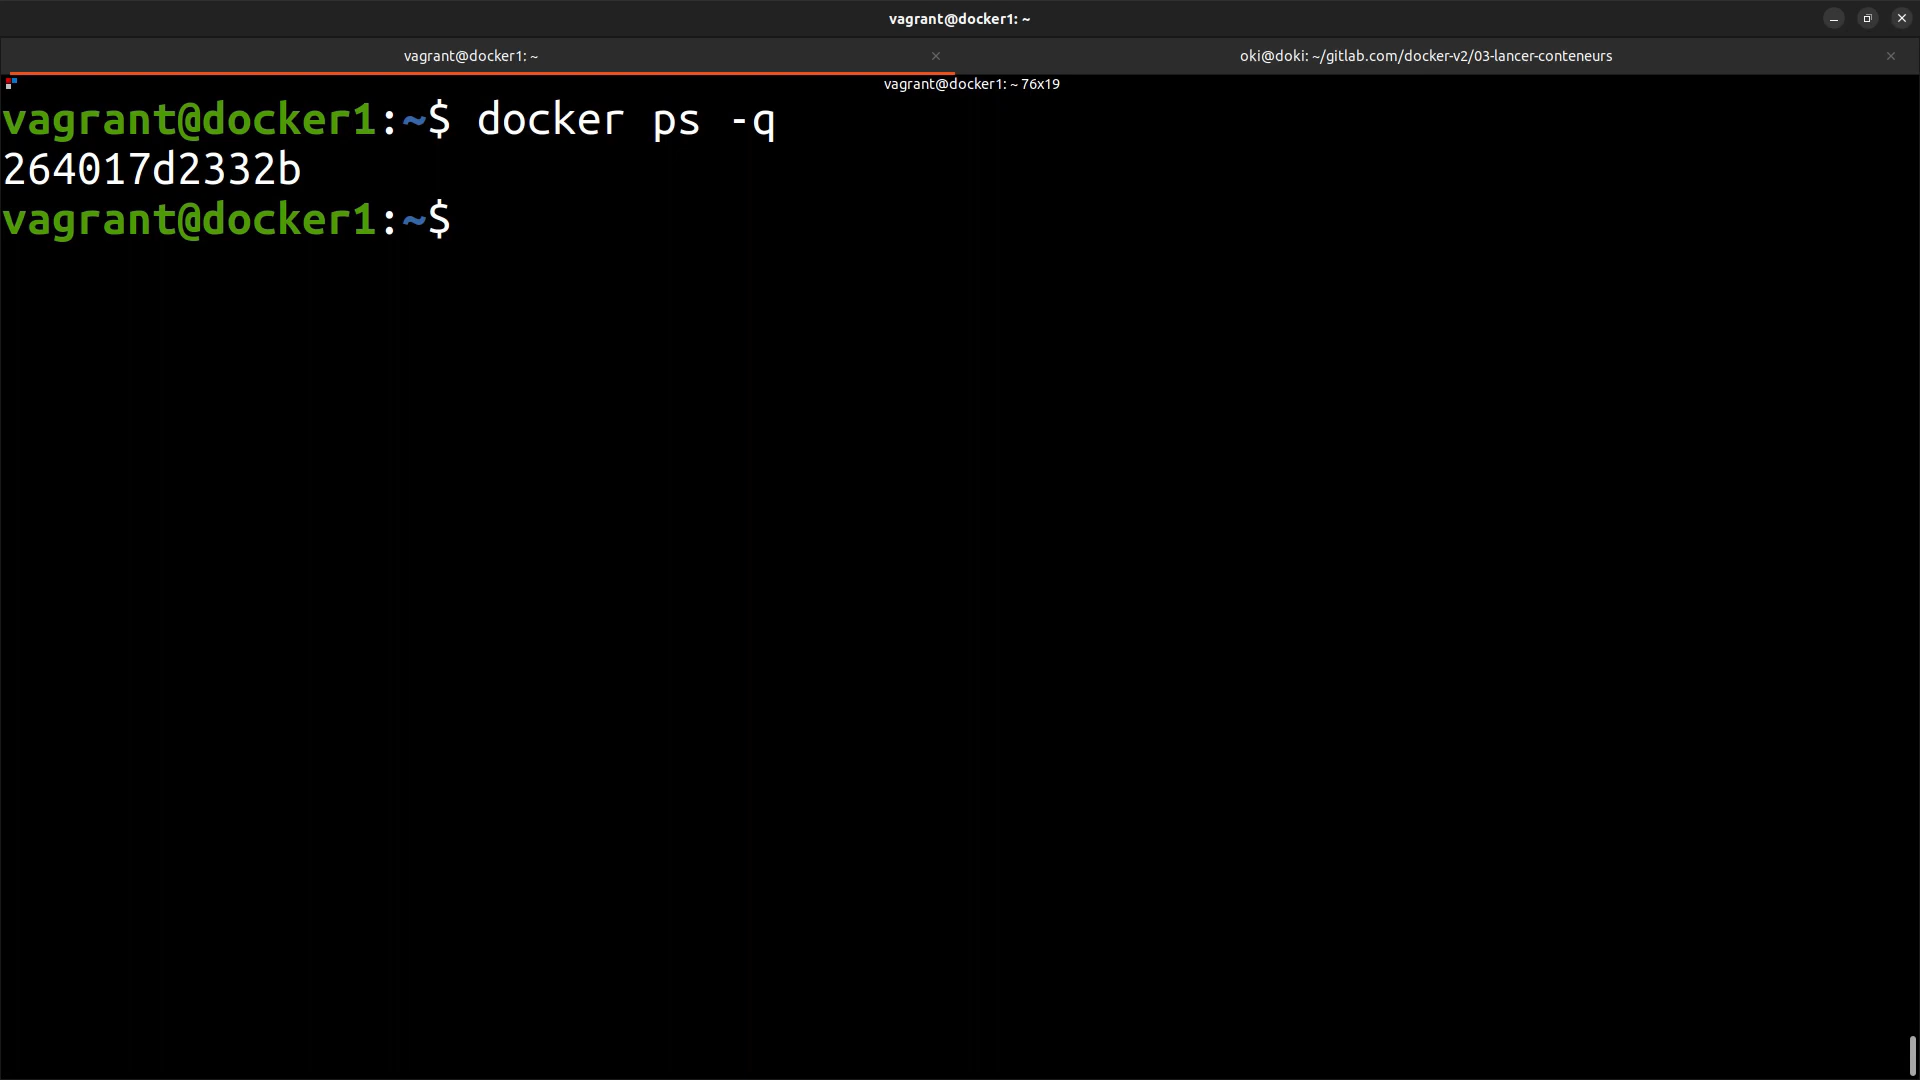 vagrant@docker1: ~
vagrant@docker1: ~
oki@doki: ~/gitlab.com/docker-v2/03-lancer-conteneurs
vagrant@docker1: ~ 76x19
vagrant@docker1:~$ docker ps -q
264017d2332b
vagrant@docker1:~$